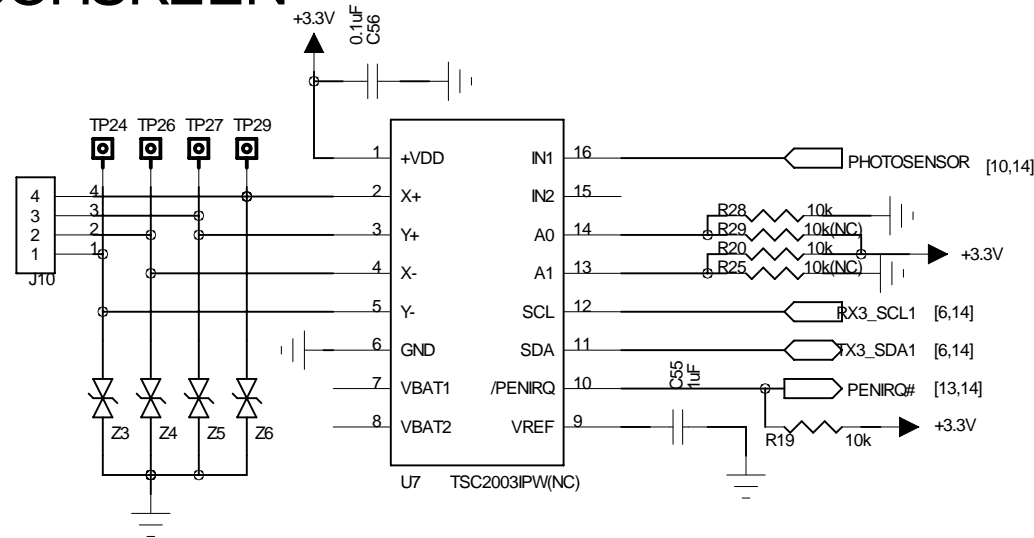 +3.3V
0.1uF
C56
TP24 TP26 TP27 TP29
J10
4 4
3 3
2 2
1 1
1 +VDD
2 X+
3 Y+
4 X-
5 Y-
6 GND
7 VBAT1
8 VBAT2
IN1 16
IN2 15
A0 14
A1 13
SCL 12
SDA 11
/PENIRQ 10
VREF 9
U7 TSC2003IPW(NC)
Z3 Z4 Z5 Z6
PHOTOSENSOR [10,14]
R28 10k
R29 10k(NC)
R20 10k
R25 10k(NC)
+3.3V
RX3_SCL1 [6,14]
TX3_SDA1 [6,14]
PENIRQ# [13,14]
C55
1uF
R19 10k
+3.3V